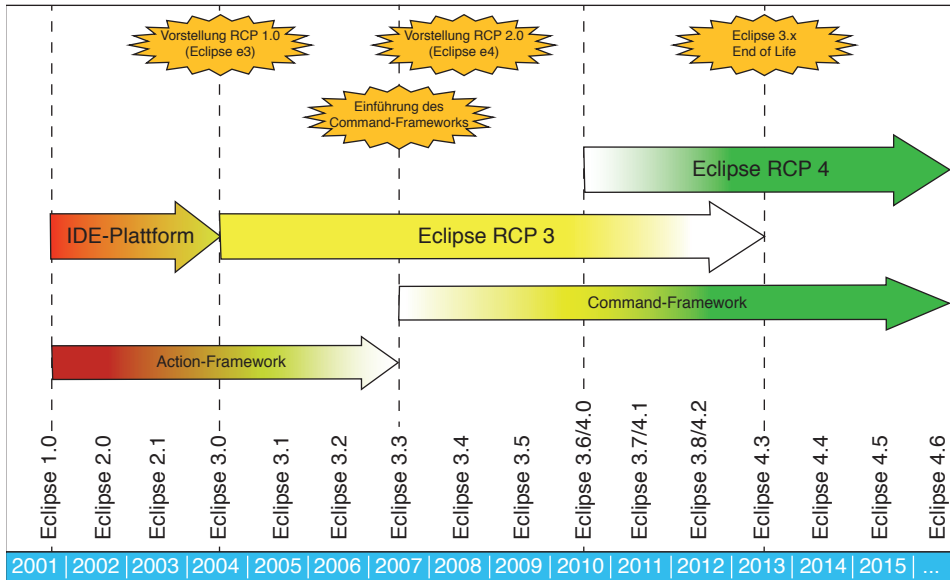 Vorstellung RCP 1.0
(Eclipse e3)
Vorstellung RCP 2.0
(Eclipse e4)
Eclipse 3.x
End of Life
Einführung des
Command-Frameworks
Eclipse RCP 4
IDE-Plattform
Eclipse RCP 3
Command-Framework
Action-Framework
Eclipse 1.0
Eclipse 2.0
Eclipse 2.1
Eclipse 3.0
Eclipse 3.1
Eclipse 3.2
Eclipse 3.3
Eclipse 3.4
Eclipse 3.5
Eclipse 3.6/4.0
Eclipse 3.7/4.1
Eclipse 3.8/4.2
Eclipse 4.3
Eclipse 4.4
Eclipse 4.5
Eclipse 4.6
2001 | 2002 | 2003 | 2004 | 2005 | 2006 | 2007 | 2008 | 2009 | 2010 | 2011 | 2012 | 2013 | 2014 | 2015 | ...